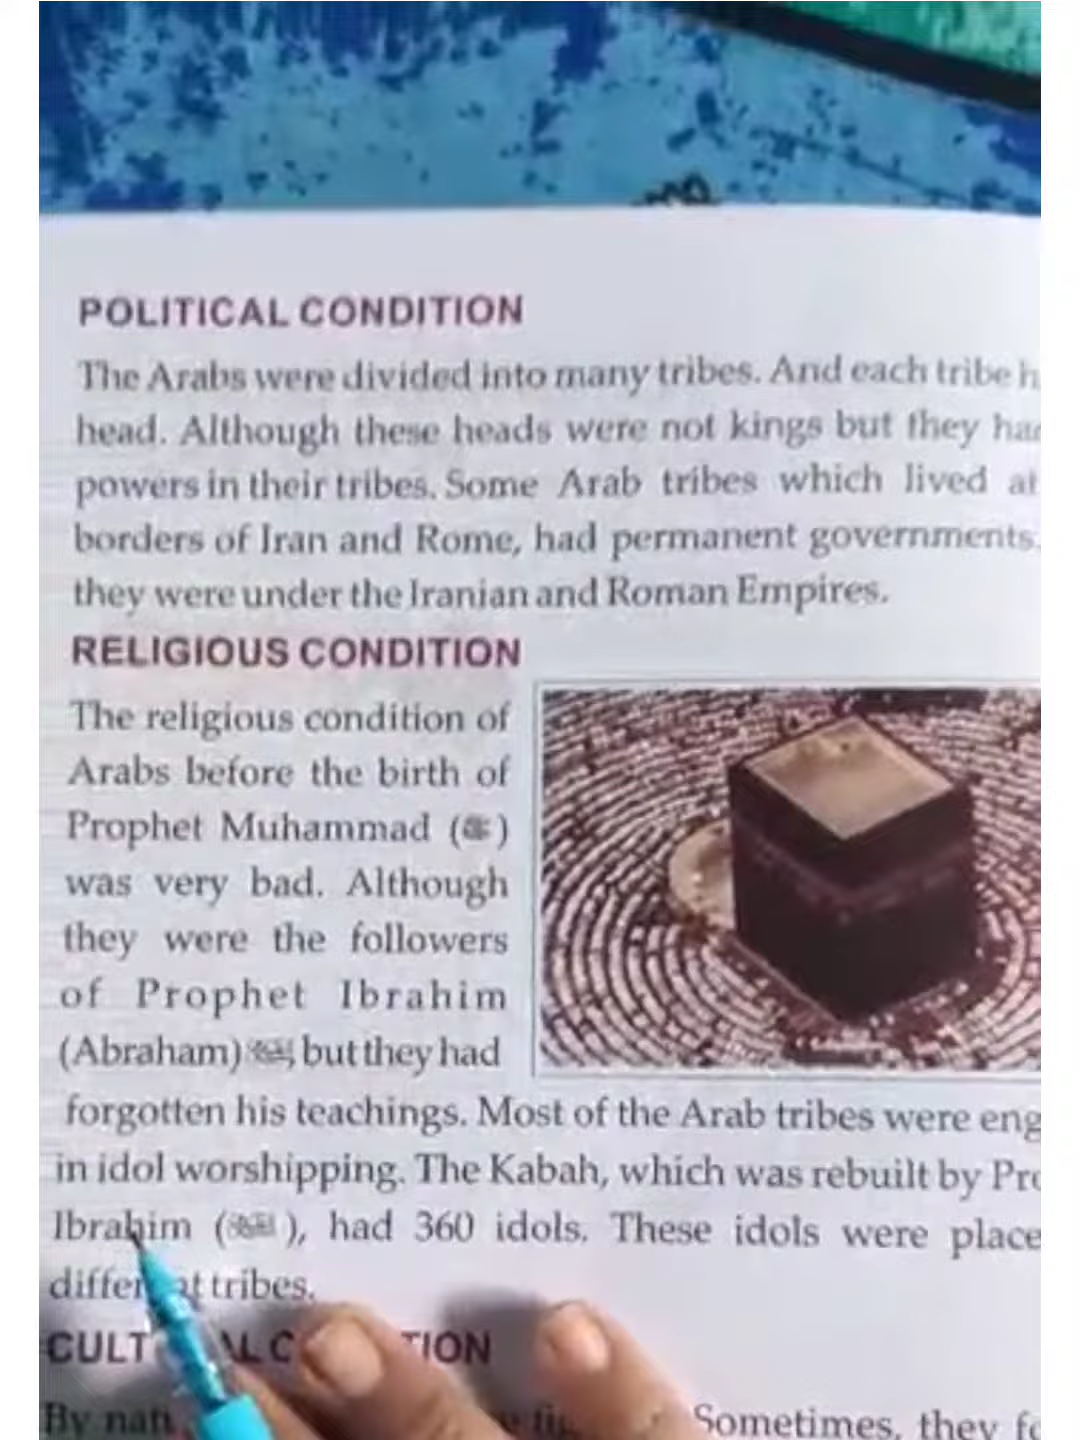 POLITICAL CONDITION
The Arabs were divided into many tribes. And each tribe
head. Although these heads were not kings but they
powers in their tribes. Some Arab tribes which lived at
borders of Iran and Rome, had permanent governments.
they were under the Iranian and Roman Empires.
RELIGIOUS CONDITION
The religious condition of
Arabs before the birth of
Prophet Muhammad (ﷺ)
was very bad. Although
they were the followers
of Prophet Ibrahim
(Abraham) but they had
forgotten his teachings. Most of the Arab tribes were
in idol worshipping. The Kabah, which was rebuilt by
Ibrahim ( ), had 360 idols. These idols were
tribes.
By Sometimes, they